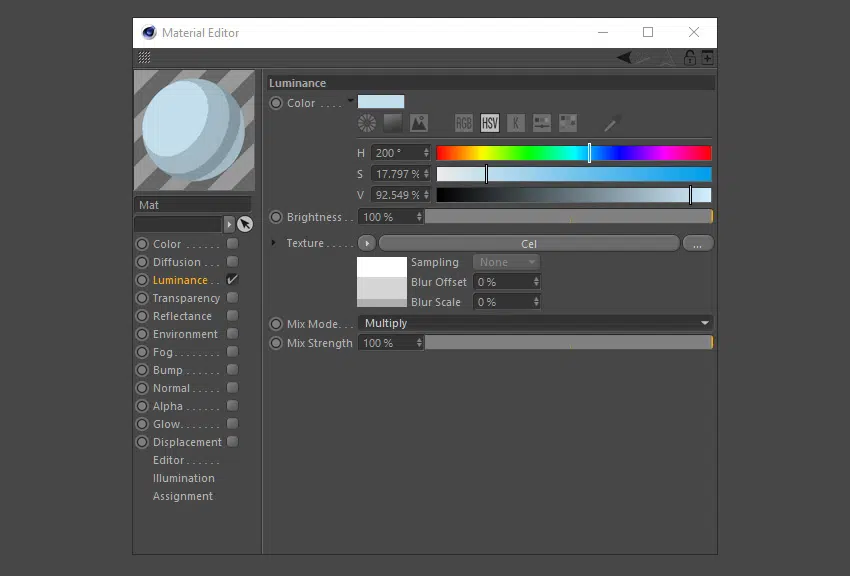 Material Editor
Luminance
Color . . . .
RGB HSV K
H 200 °
S 17.797 %
V 92.549 %
Mat
Brightness . . 100 %
Color . . . . . .
Texture . . . . . Cel ...
Diffusion . . .
Sampling None
Luminance . .
Blur Offset 0 %
Transparency
Blur Scale 0 %
Reflectance
Mix Mode. . . Multiply
Environment
Mix Strength 100 %
Fog. . . . . . .
Bump . . . . .
Normal . . . . .
Alpha . . . . . .
Glow. . . . . .
Displacement
Editor . . . . . .
Illumination
Assignment